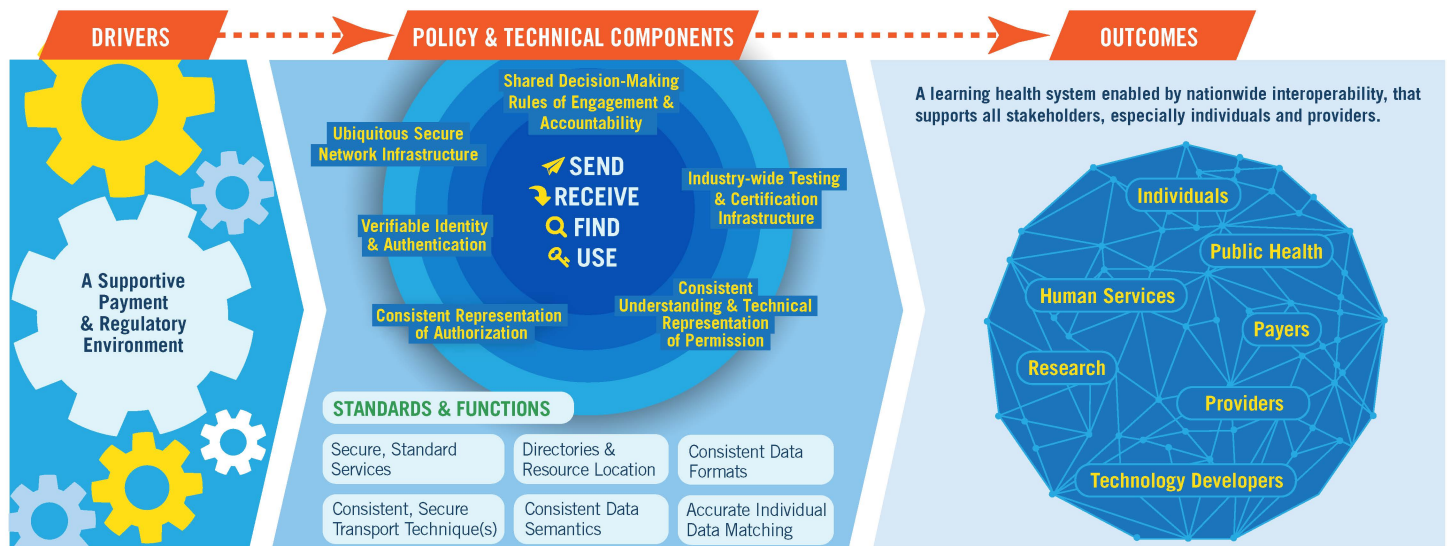 DRIVERS
POLICY & TECHNICAL COMPONENTS
OUTCOMES
A Supportive
Payment
& Regulatory
Environment
Shared Decision-Making
Rules of Engagement &
Accountability
Ubiquitous Secure
Network Infrastructure
SEND
RECEIVE
FIND
USE
Industry-wide Testing
& Certification
Infrastructure
Verifiable Identity
& Authentication
Consistent Representation
of Authorization
Consistent
Understanding & Technical
Representation
of Permission
STANDARDS & FUNCTIONS
Secure, Standard
Services
Directories &
Resource Location
Consistent Data
Formats
Consistent, Secure
Transport Technique(s)
Consistent Data
Semantics
Accurate Individual
Data Matching
A learning health system enabled by nationwide interoperability, that
supports all stakeholders, especially individuals and providers.
Individuals
Public Health
Human Services
Payers
Research
Providers
Technology Developers